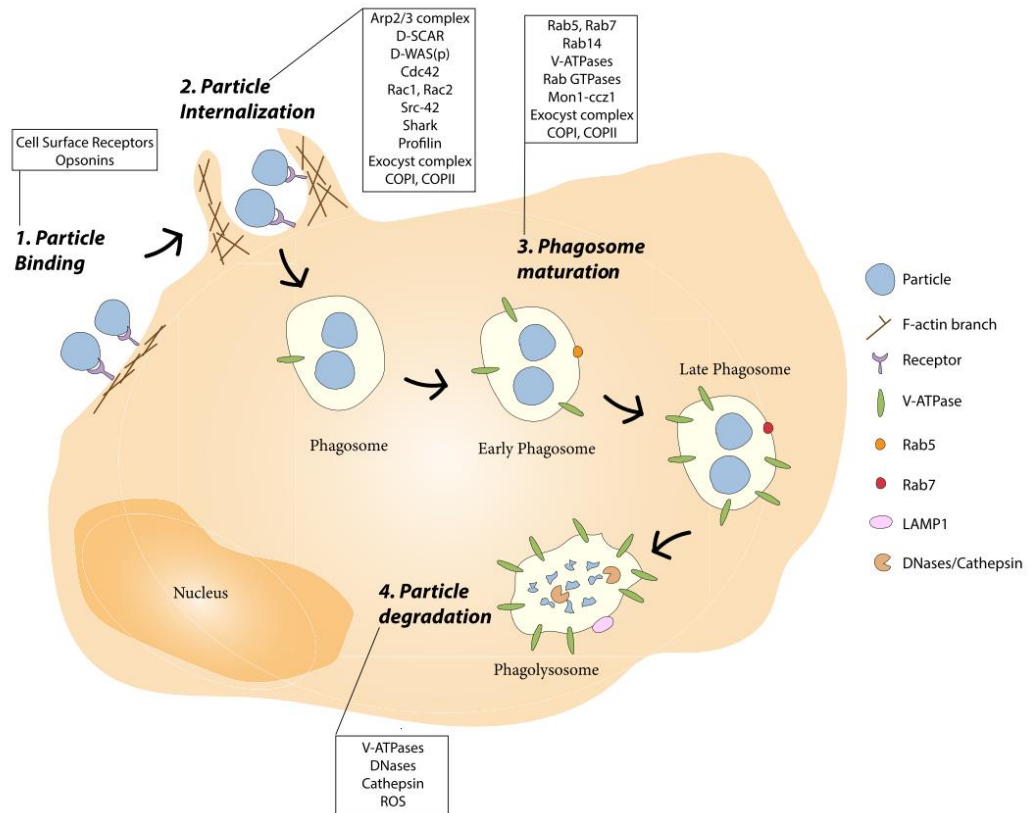 Arp2/3 complex
D-SCAR
D-WAS(p)
Cdc42
Rac1, Rac2
Src-42
Shark
Profilin
Exocyst complex
COPI, COPII
Rab5, Rab7
Rab14
V-ATPases
Rab GTPases
Mon1-ccz1
Exocyst complex
COPI, COPII
2. Particle
Internalization
Cell Surface Receptors
Opsonins
1. Particle
Binding
3. Phagosome
maturation
Phagosome
Early Phagosome
Late Phagosome
Nucleus
4. Particle
degradation
Phagolysosome
V-ATPases
DNases
Cathepsin
ROS
Particle
F-actin branch
Receptor
V-ATPase
Rab5
Rab7
LAMP1
DNases/Cathepsin